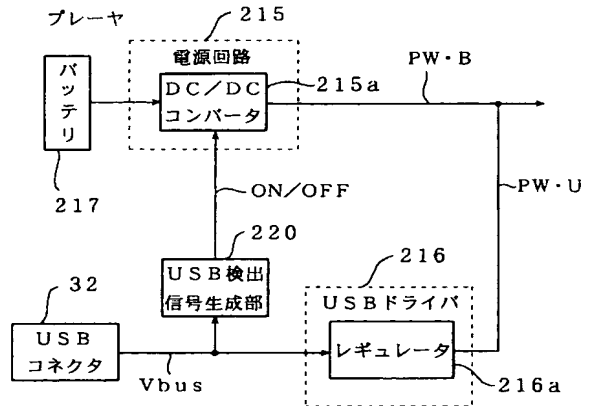 プレーヤ
215
電源回路
バッテリ
DC/DC
コンバータ
215a
PW・B
217
ON/OFF
PW・U
220
216
32
USB検出
信号生成部
USBドライバ
USB
コネクタ
レギュレータ
Vbus
216a